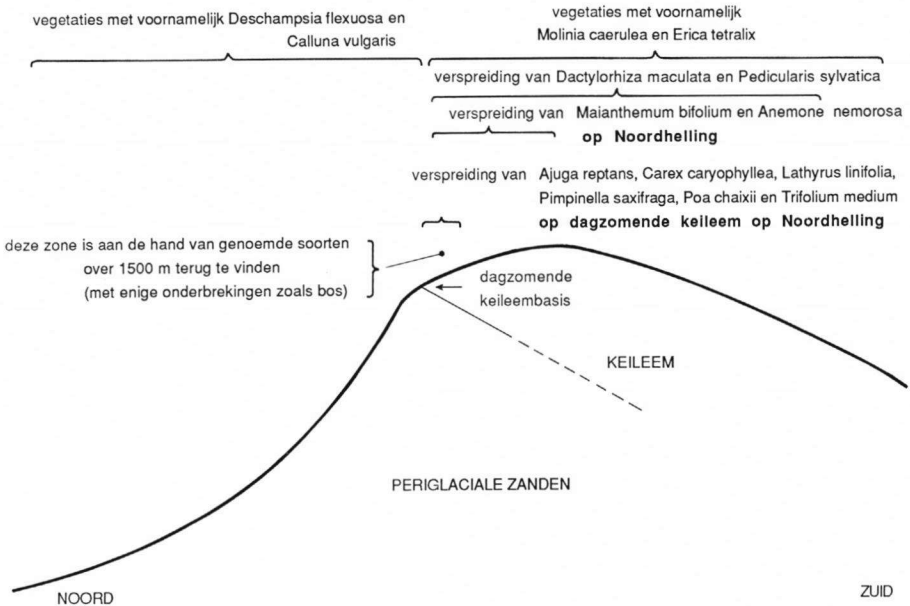 vegetaties met voornamelijk Deschampsia flexuosa en
Calluna vulgaris
vegetaties met voornamelijk
Molinia caerulea en Erica tetralix
verspreiding van Dactylorhiza maculata en Pedicularis sylvatica
verspreiding van Maianthemum bifolium en Anemone nemorosa
op Noordhelling
verspreiding van Ajuga reptans, Carex caryophyllea, Lathyrus linifolia,
Pimpinella saxifraga, Poa chaixii en Trifolium medium
op dagzomende keileem op Noordhelling
deze zone is aan de hand van genoemde soorten
over 1500 m terug te vinden
(met enige onderbrekingen zoals bos)
dagzomende
keileembasis
KEILEEM
PERIGLACIALE ZANDEN
NOORD
ZUID